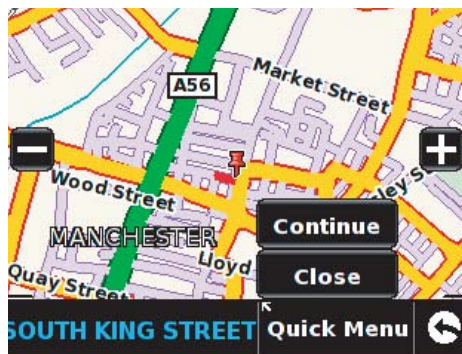 A56
Market Street
Wood Street
MANCHESTER
Continue
Lloyd
Close
Quay Street
SOUTH KING STREET
Quick Menu